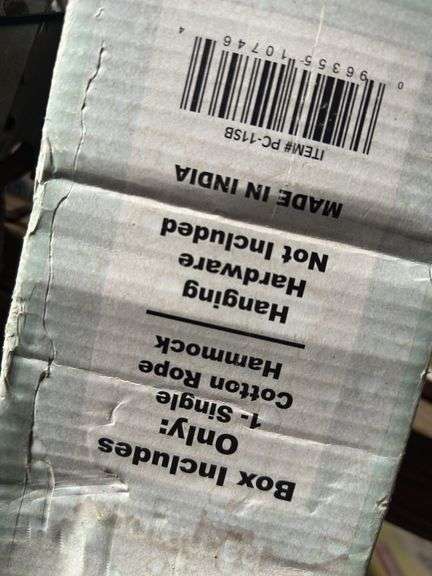 Box Includes
Only:
1- Single
Cotton Rope
Hammock
Hanging
Hardware
Not Included
MADE IN INDIA
ITEM# PC-11SB
0 96355 10746 4